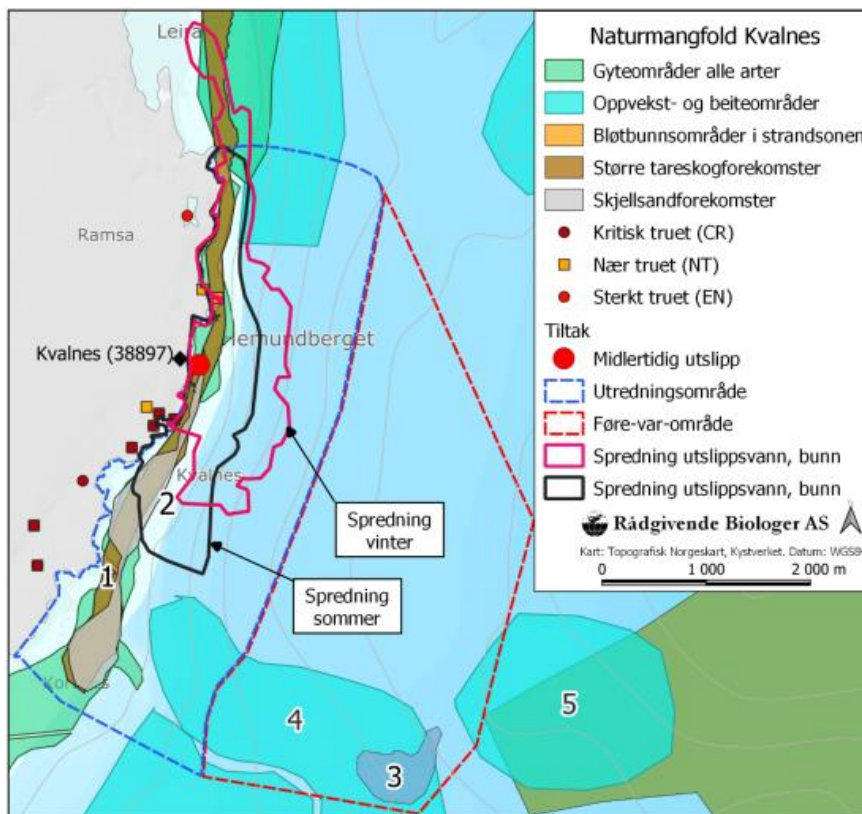 Leira
Ramsa
Kvalnes (38897)
Hemundberget
Kvalnes
2
1
Spredning
vinter
Spredning
sommer
4
3
5
Naturmangfold Kvalnes
Gyteområder alle arter
Oppvekst- og beiteområder
Bløtbunnsområder i strandsonen
Større tareskogforekomster
Skjellsandforekomster
Kritisk truet (CR)
Nær truet (NT)
Sterkt truet (EN)
Tiltak
Midlertidig utslipp
Utredningsområde
Føre-var-område
Spredning utslippsvann, bunn
Spredning utslippsvann, bunn
Rådgivende Biologer AS
Kart: Topografisk Norgeskart, Kystverket. Datum: WGS8
0 1 000 2 000 m